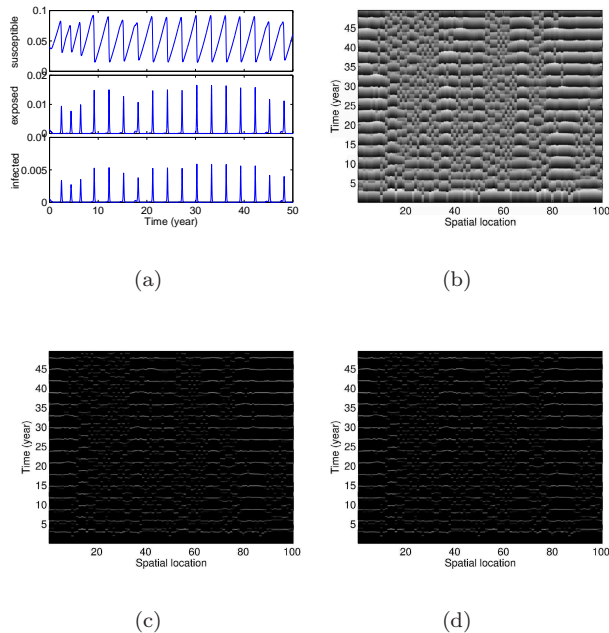 0.1
0.05
0
susceptible
0.02
0.01
0
exposed
0.01
0.005
0
infected
0 10 20 30 40 50
Time (year)
(a)
45
40
35
30
25
20
15
10
5
Time (year)
20 40 60 80 100
Spatial location
(b)
45
40
35
30
25
20
15
10
5
Time (year)
20 40 60 80 100
Spatial location
(c)
45
40
35
30
25
20
15
10
5
Time (year)
20 40 60 80 100
Spatial location
(d)